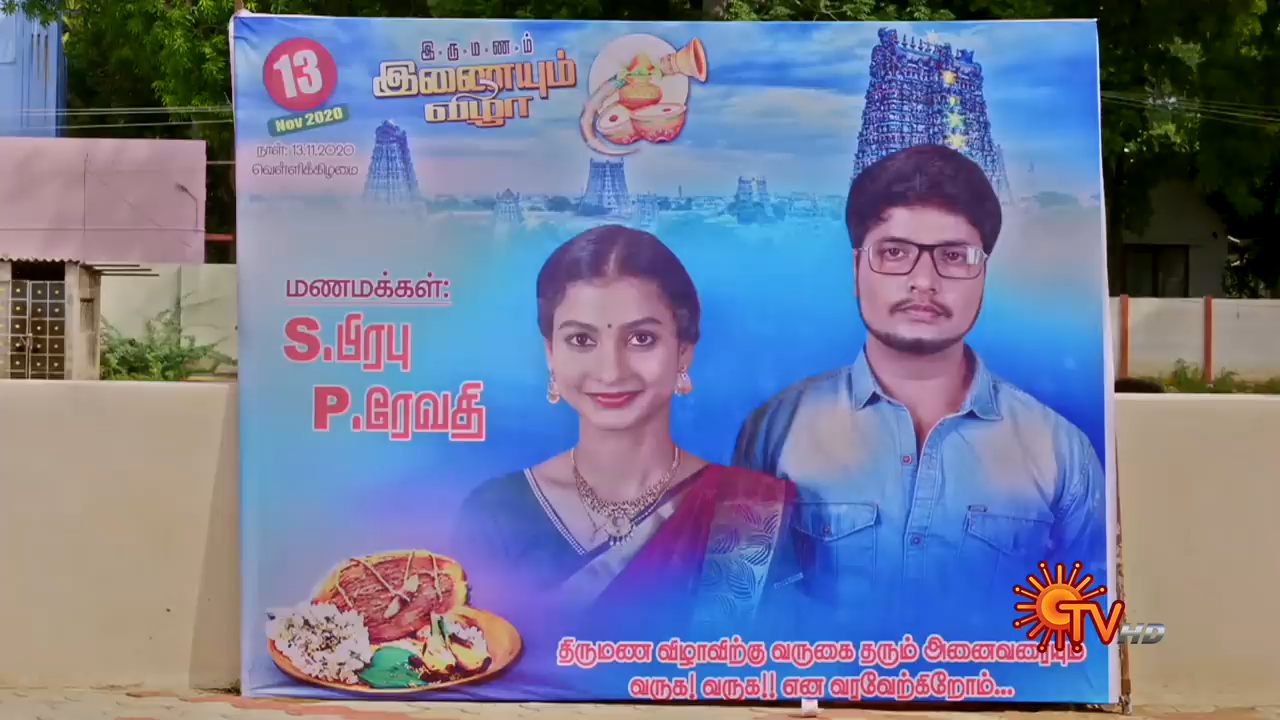 13
Nov 2020
நாள்: 13.11.2020
வெள்ளிக்கிழமை
இ.ரு.ம.ண.ம்
இணையும்
விழா
மணமக்கள்:
S.பிரபு
P.ரேவதி
திருமண விழாவிற்கு வருகை தரும் அனைவரையும்
வருக! வருக!! என வரவேற்கிறோம்...
TV HD